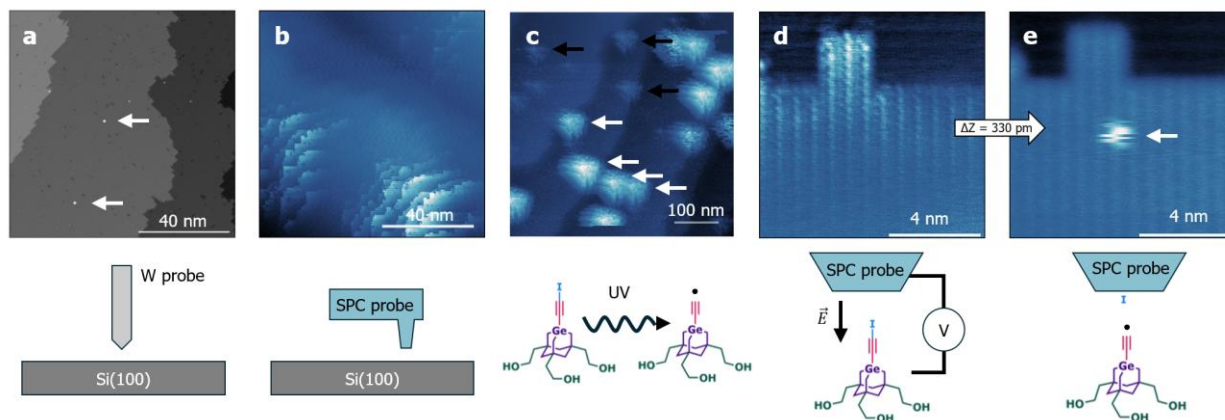 a
b
c
d
e
ΔZ = 330 pm
40 nm
40 nm
100 nm
4 nm
4 nm
W probe
Si(100)
SPC probe
Si(100)
I
Ge
HO
OH
OH
UV
•
Ge
HO
OH
OH
SPC probe
E
V
I
Ge
HO
OH
OH
SPC probe
I
•
Ge
HO
OH
OH